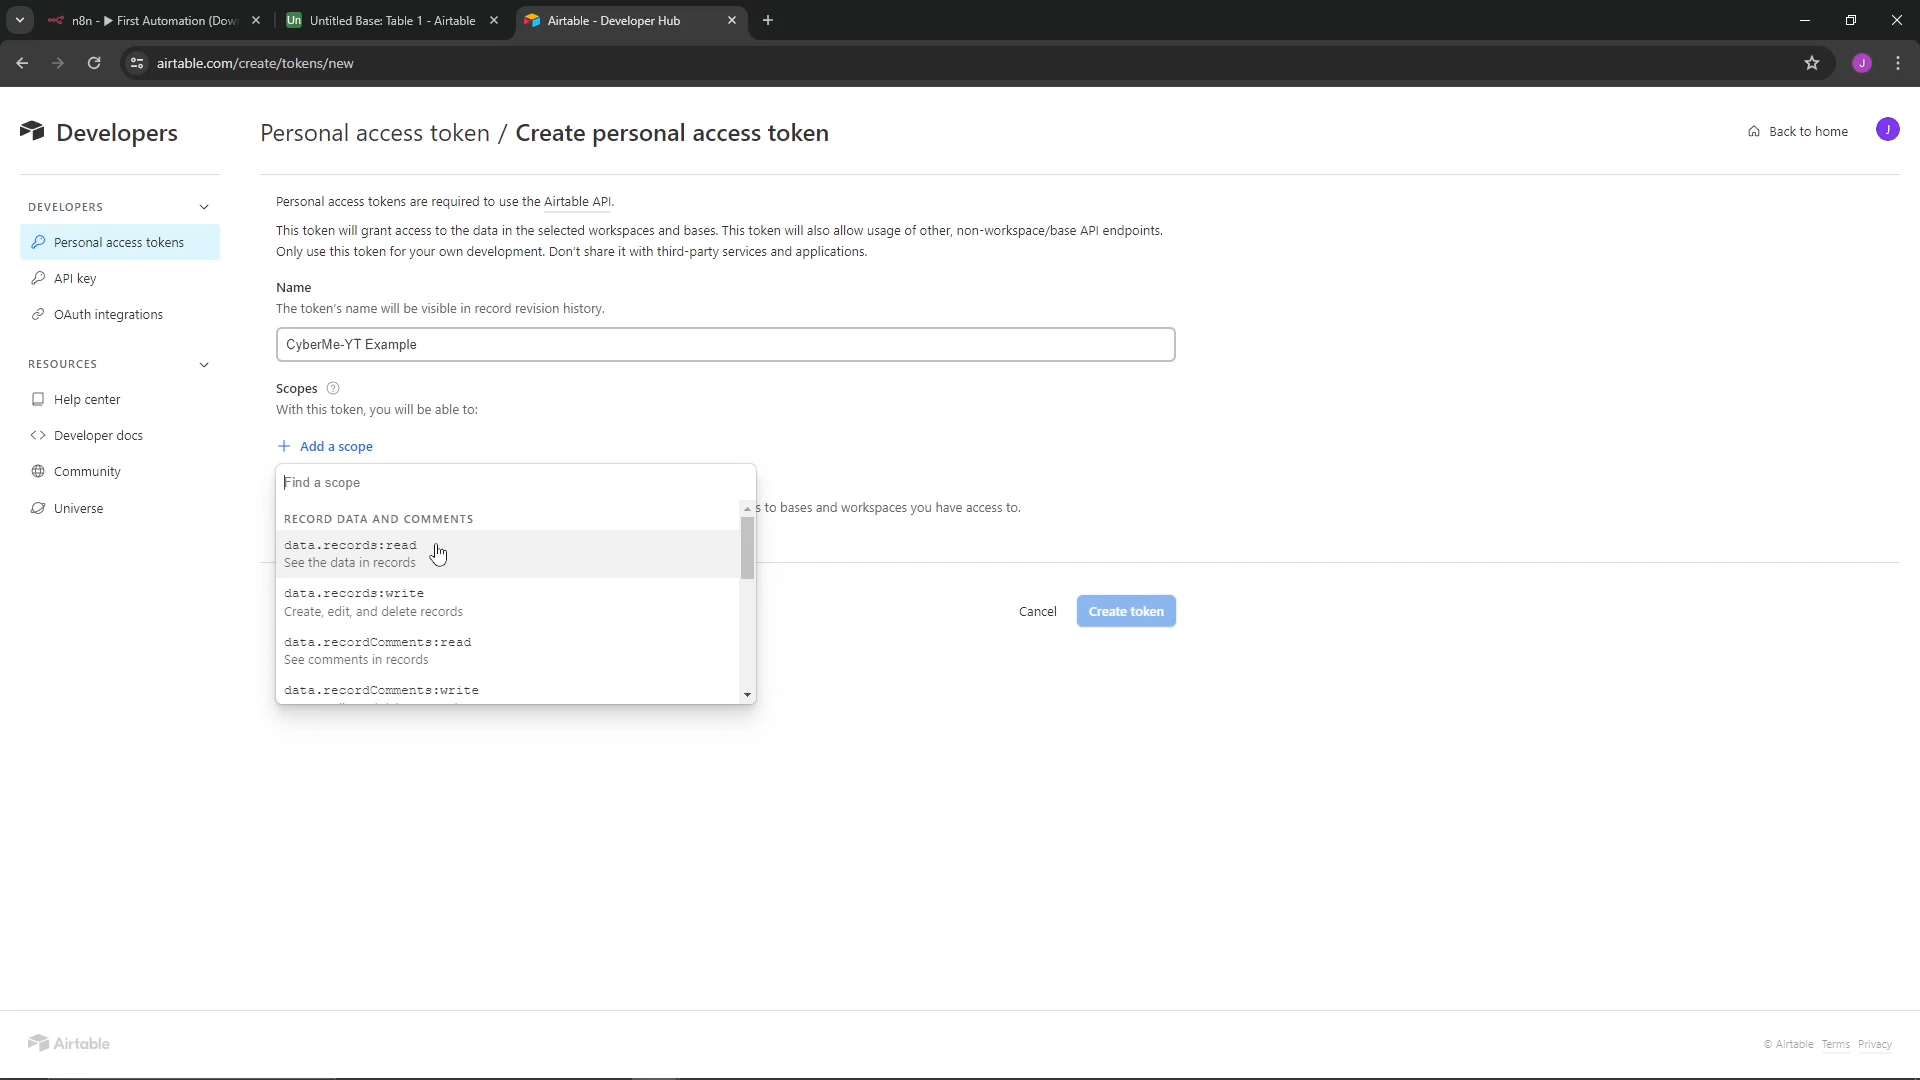 n8n - ▶ First Automation (Dow
Untitled Base: Table 1 - Airtable
Airtable - Developer Hub
airtable.com/create/tokens/new
J
Developers
Personal access token / Create personal access token
Back to home
J
DEVELOPERS
Personal access tokens
API key
OAuth integrations
RESOURCES
Help center
Developer docs
Community
Universe
Personal access tokens are required to use the Airtable API.
This token will grant access to the data in the selected workspaces and bases. This token will also allow usage of other, non-workspace/base API endpoints.
Only use this token for your own development. Don't share it with third-party services and applications.
Name
The token's name will be visible in record revision history.
CyberMe-YT Example
Scopes
With this token, you will be able to:
+ Add a scope
Find a scope
s to bases and workspaces you have access to.
RECORD DATA AND COMMENTS
data.records:read
See the data in records
data.records:write
Create, edit, and delete records
data.recordComments:read
See comments in records
data.recordComments:write
Cancel
Create token
Airtable
© Airtable Terms Privacy